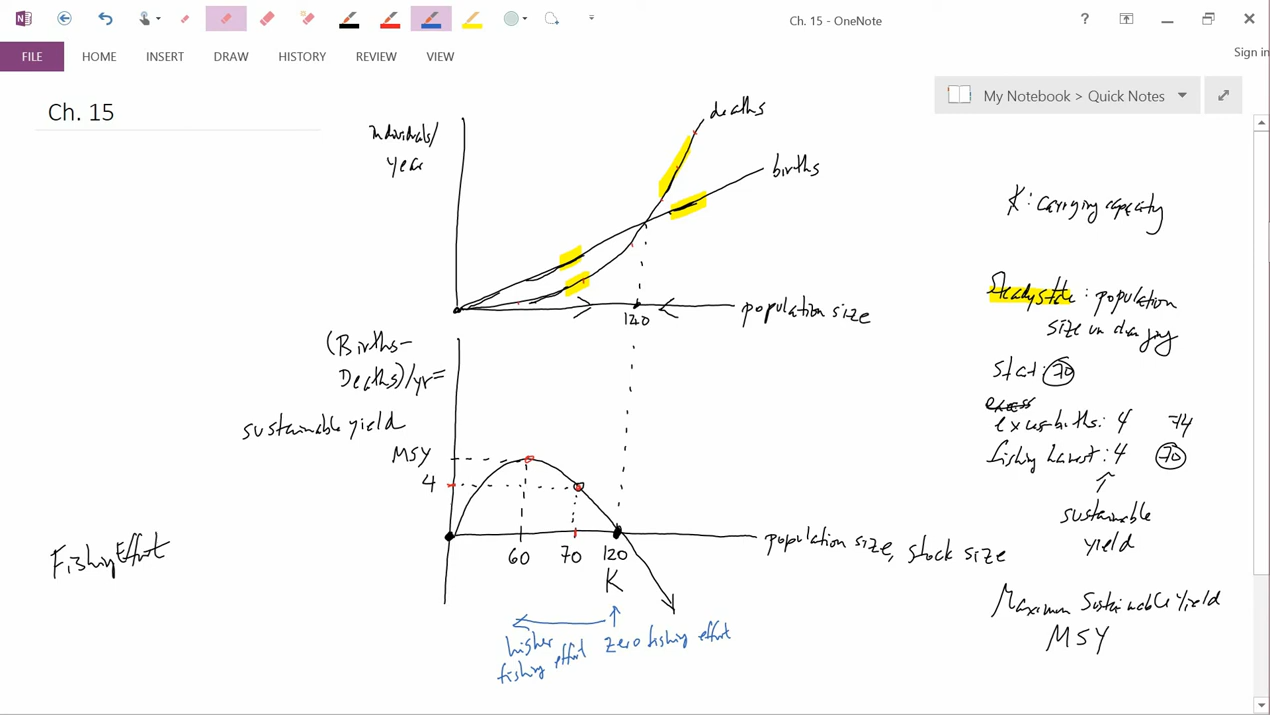 Ch. 15 - OneNote
?
Sign in
FILE
HOME
INSERT
DRAW
HISTORY
REVIEW
VIEW
My Notebook > Quick Notes
Ch. 15
Individuals/
year
deaths
births
120
population size
K: carrying capacity
Steady state: population
size unchanging
start: 70
excess
excess births: 4 74
fishing harvest: 4 70
sustainable
yield
Maximum Sustainable Yield
MSY
(Births-
Deaths)/yr=
sustainable yield
MSY
4
60 70 120
K
population size, stock size
higher
fishing effort
zero fishing effort
Fishing Effort